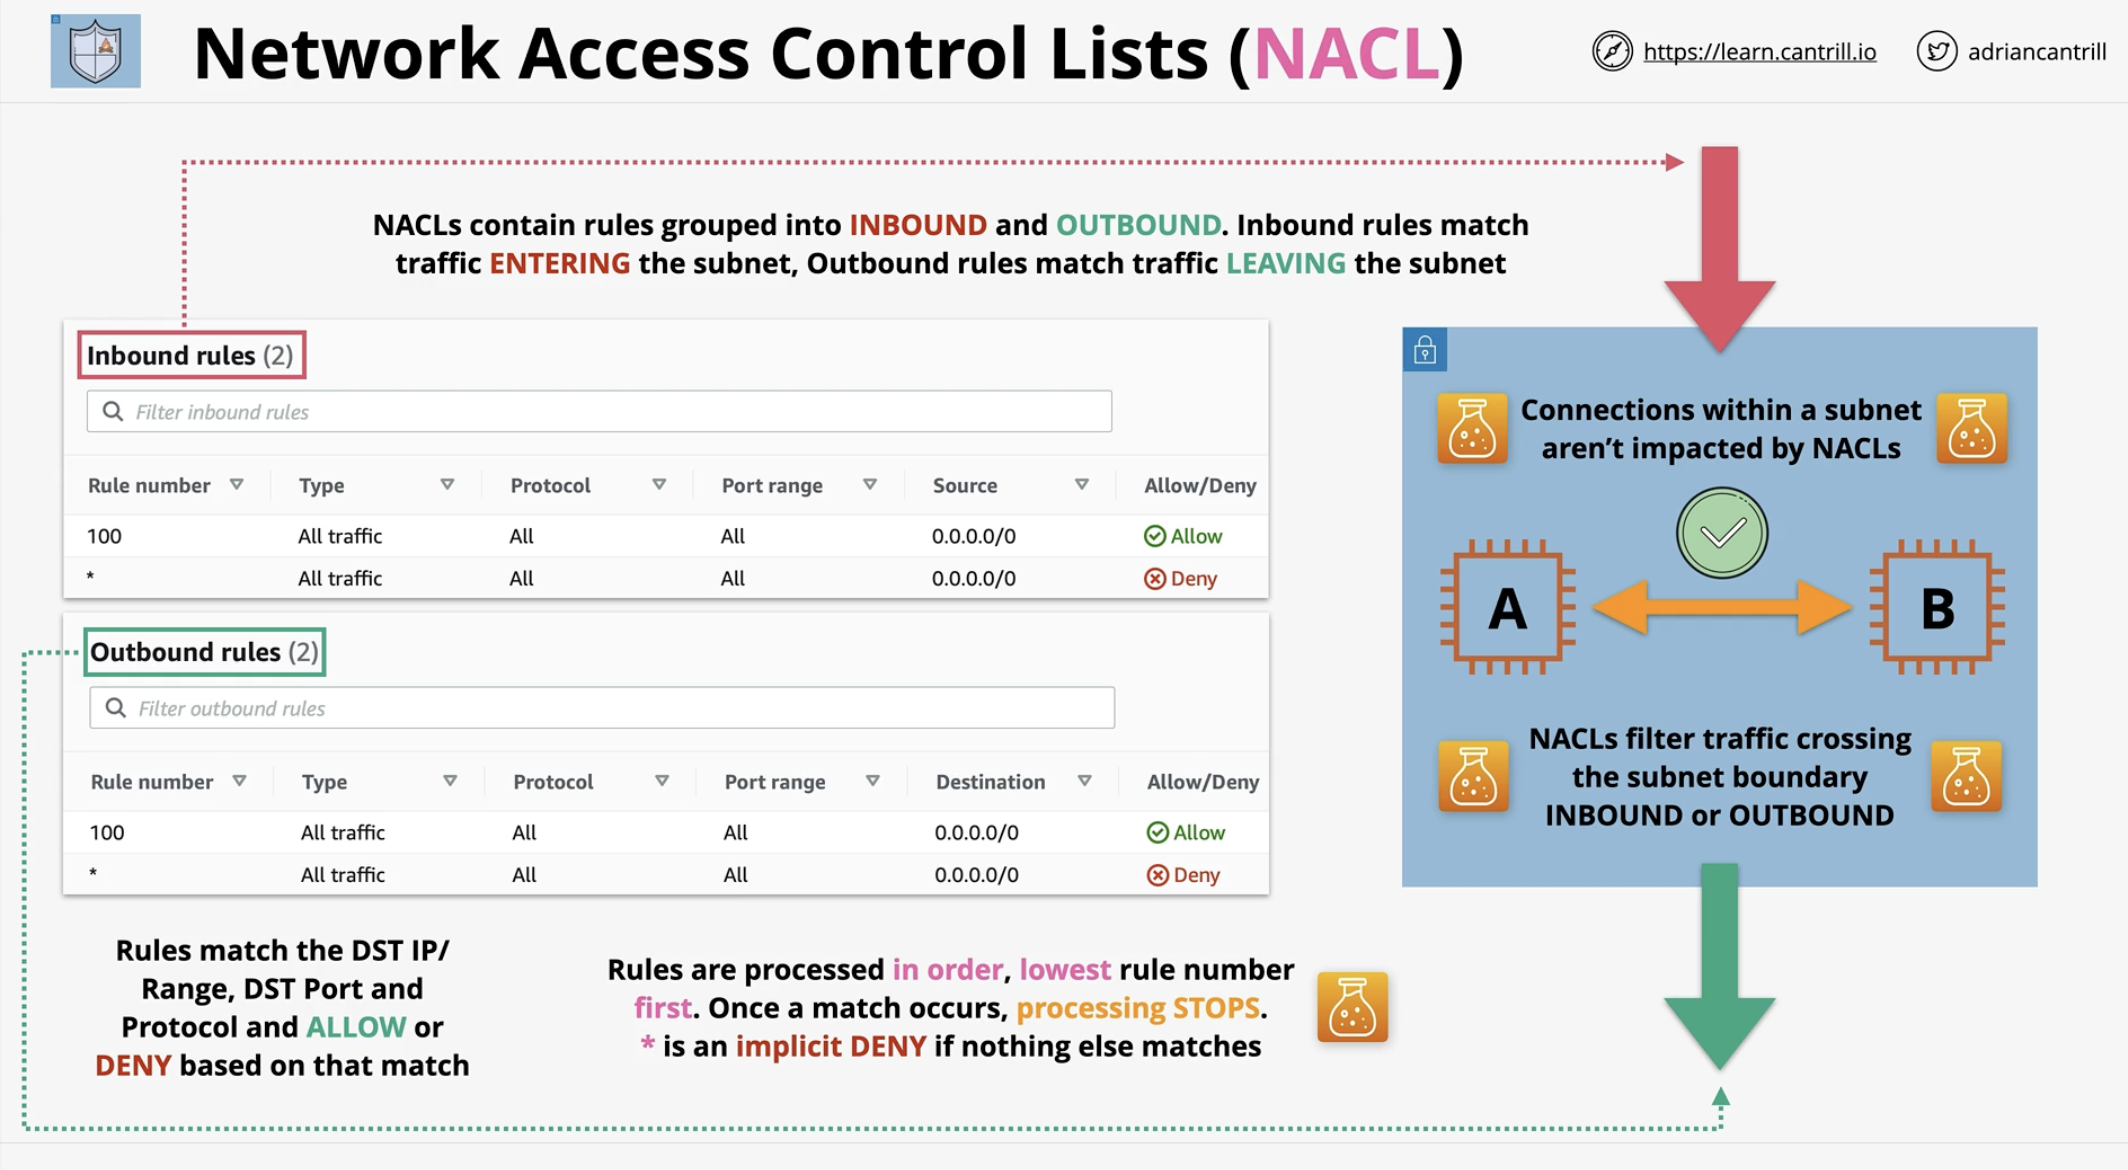 Network Access Control Lists (NACL)
https://learn.cantrill.io
adriancantrill
NACLs contain rules grouped into INBOUND and OUTBOUND. Inbound rules match
traffic ENTERING the subnet, Outbound rules match traffic LEAVING the subnet
Inbound rules (2)
Filter inbound rules
Rule number Type Protocol Port range Source Allow/Deny
100 All traffic All All 0.0.0.0/0 Allow
* All traffic All All 0.0.0.0/0 Deny
Outbound rules (2)
Filter outbound rules
Rule number Type Protocol Port range Destination Allow/Deny
100 All traffic All All 0.0.0.0/0 Allow
* All traffic All All 0.0.0.0/0 Deny
Connections within a subnet
aren't impacted by NACLs
A
B
NACLs filter traffic crossing
the subnet boundary
INBOUND or OUTBOUND
Rules match the DST IP/
Range, DST Port and
Protocol and ALLOW or
DENY based on that match
Rules are processed in order, lowest rule number
first. Once a match occurs, processing STOPS.
* is an implicit DENY if nothing else matches